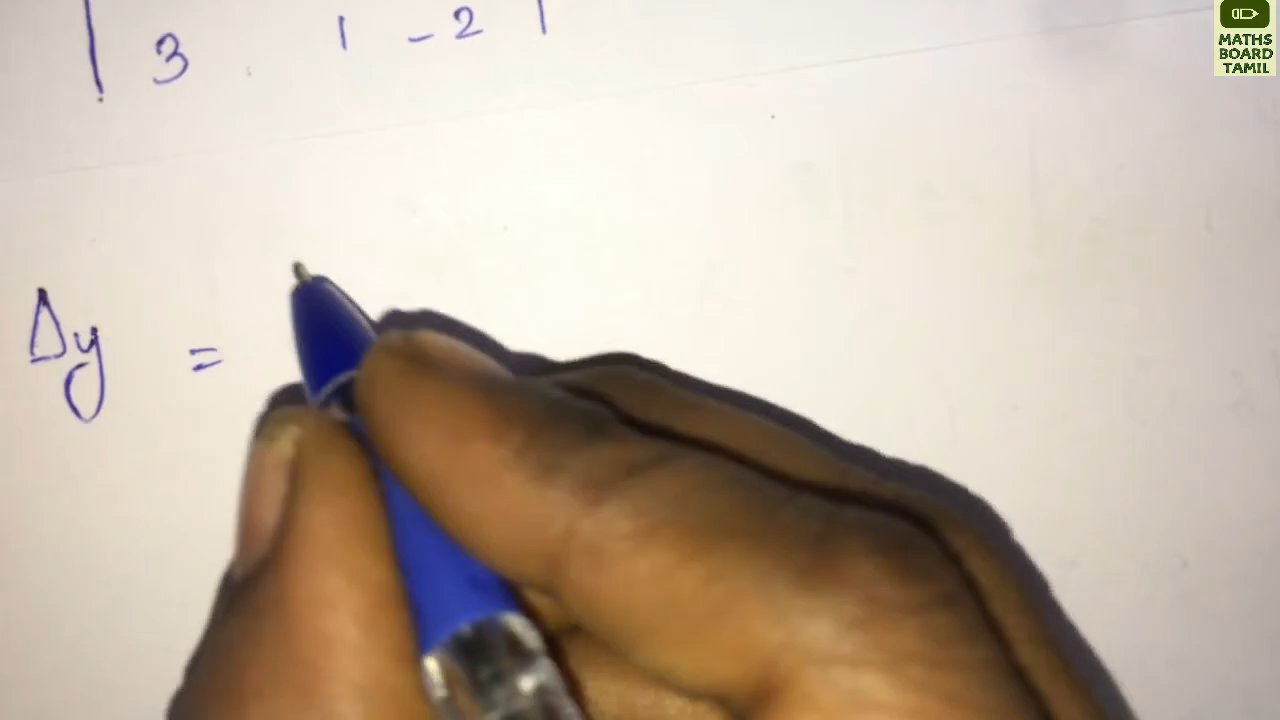 | 3 1 -2 |
MATHS
BOARD
TAMIL
Δy =